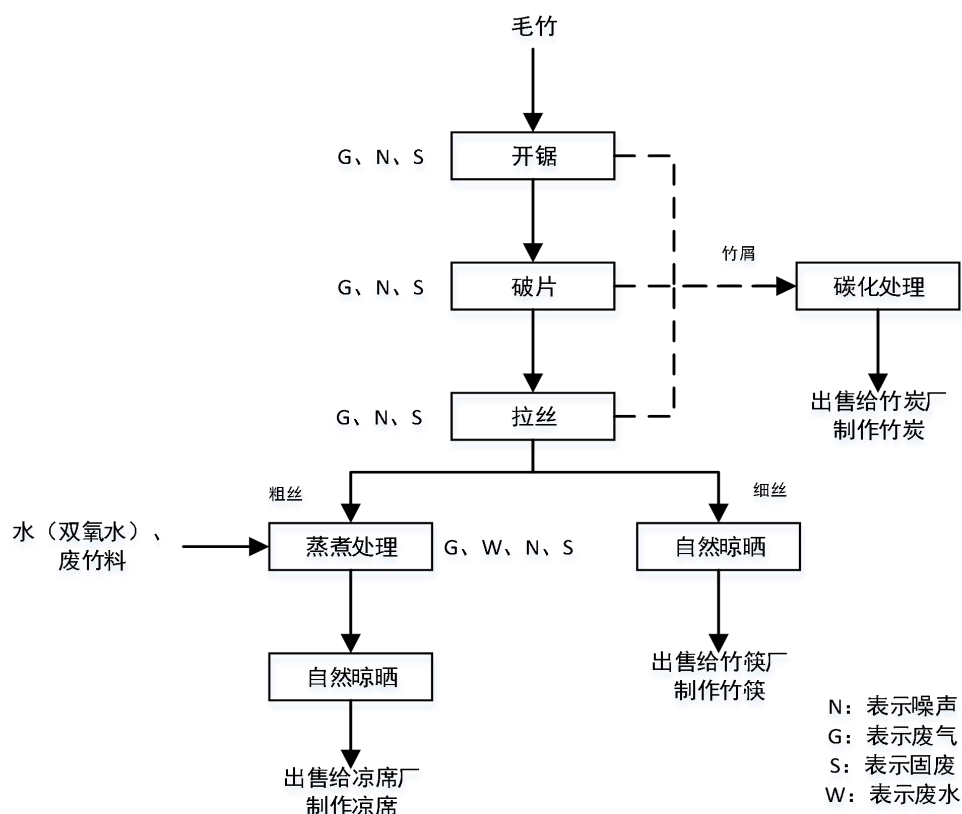 毛竹
G、N、S
开锯
竹屑
G、N、S
破片
碳化处理
G、N、S
拉丝
出售给竹炭厂
制作竹炭
粗丝
细丝
水（双氧水）、
废竹料
蒸煮处理
G、W、N、S
自然晾晒
自然晾晒
出售给竹筷厂
制作竹筷
N：表示噪声
G：表示废气
S：表示固废
W：表示废水
出售给凉席厂
制作凉席